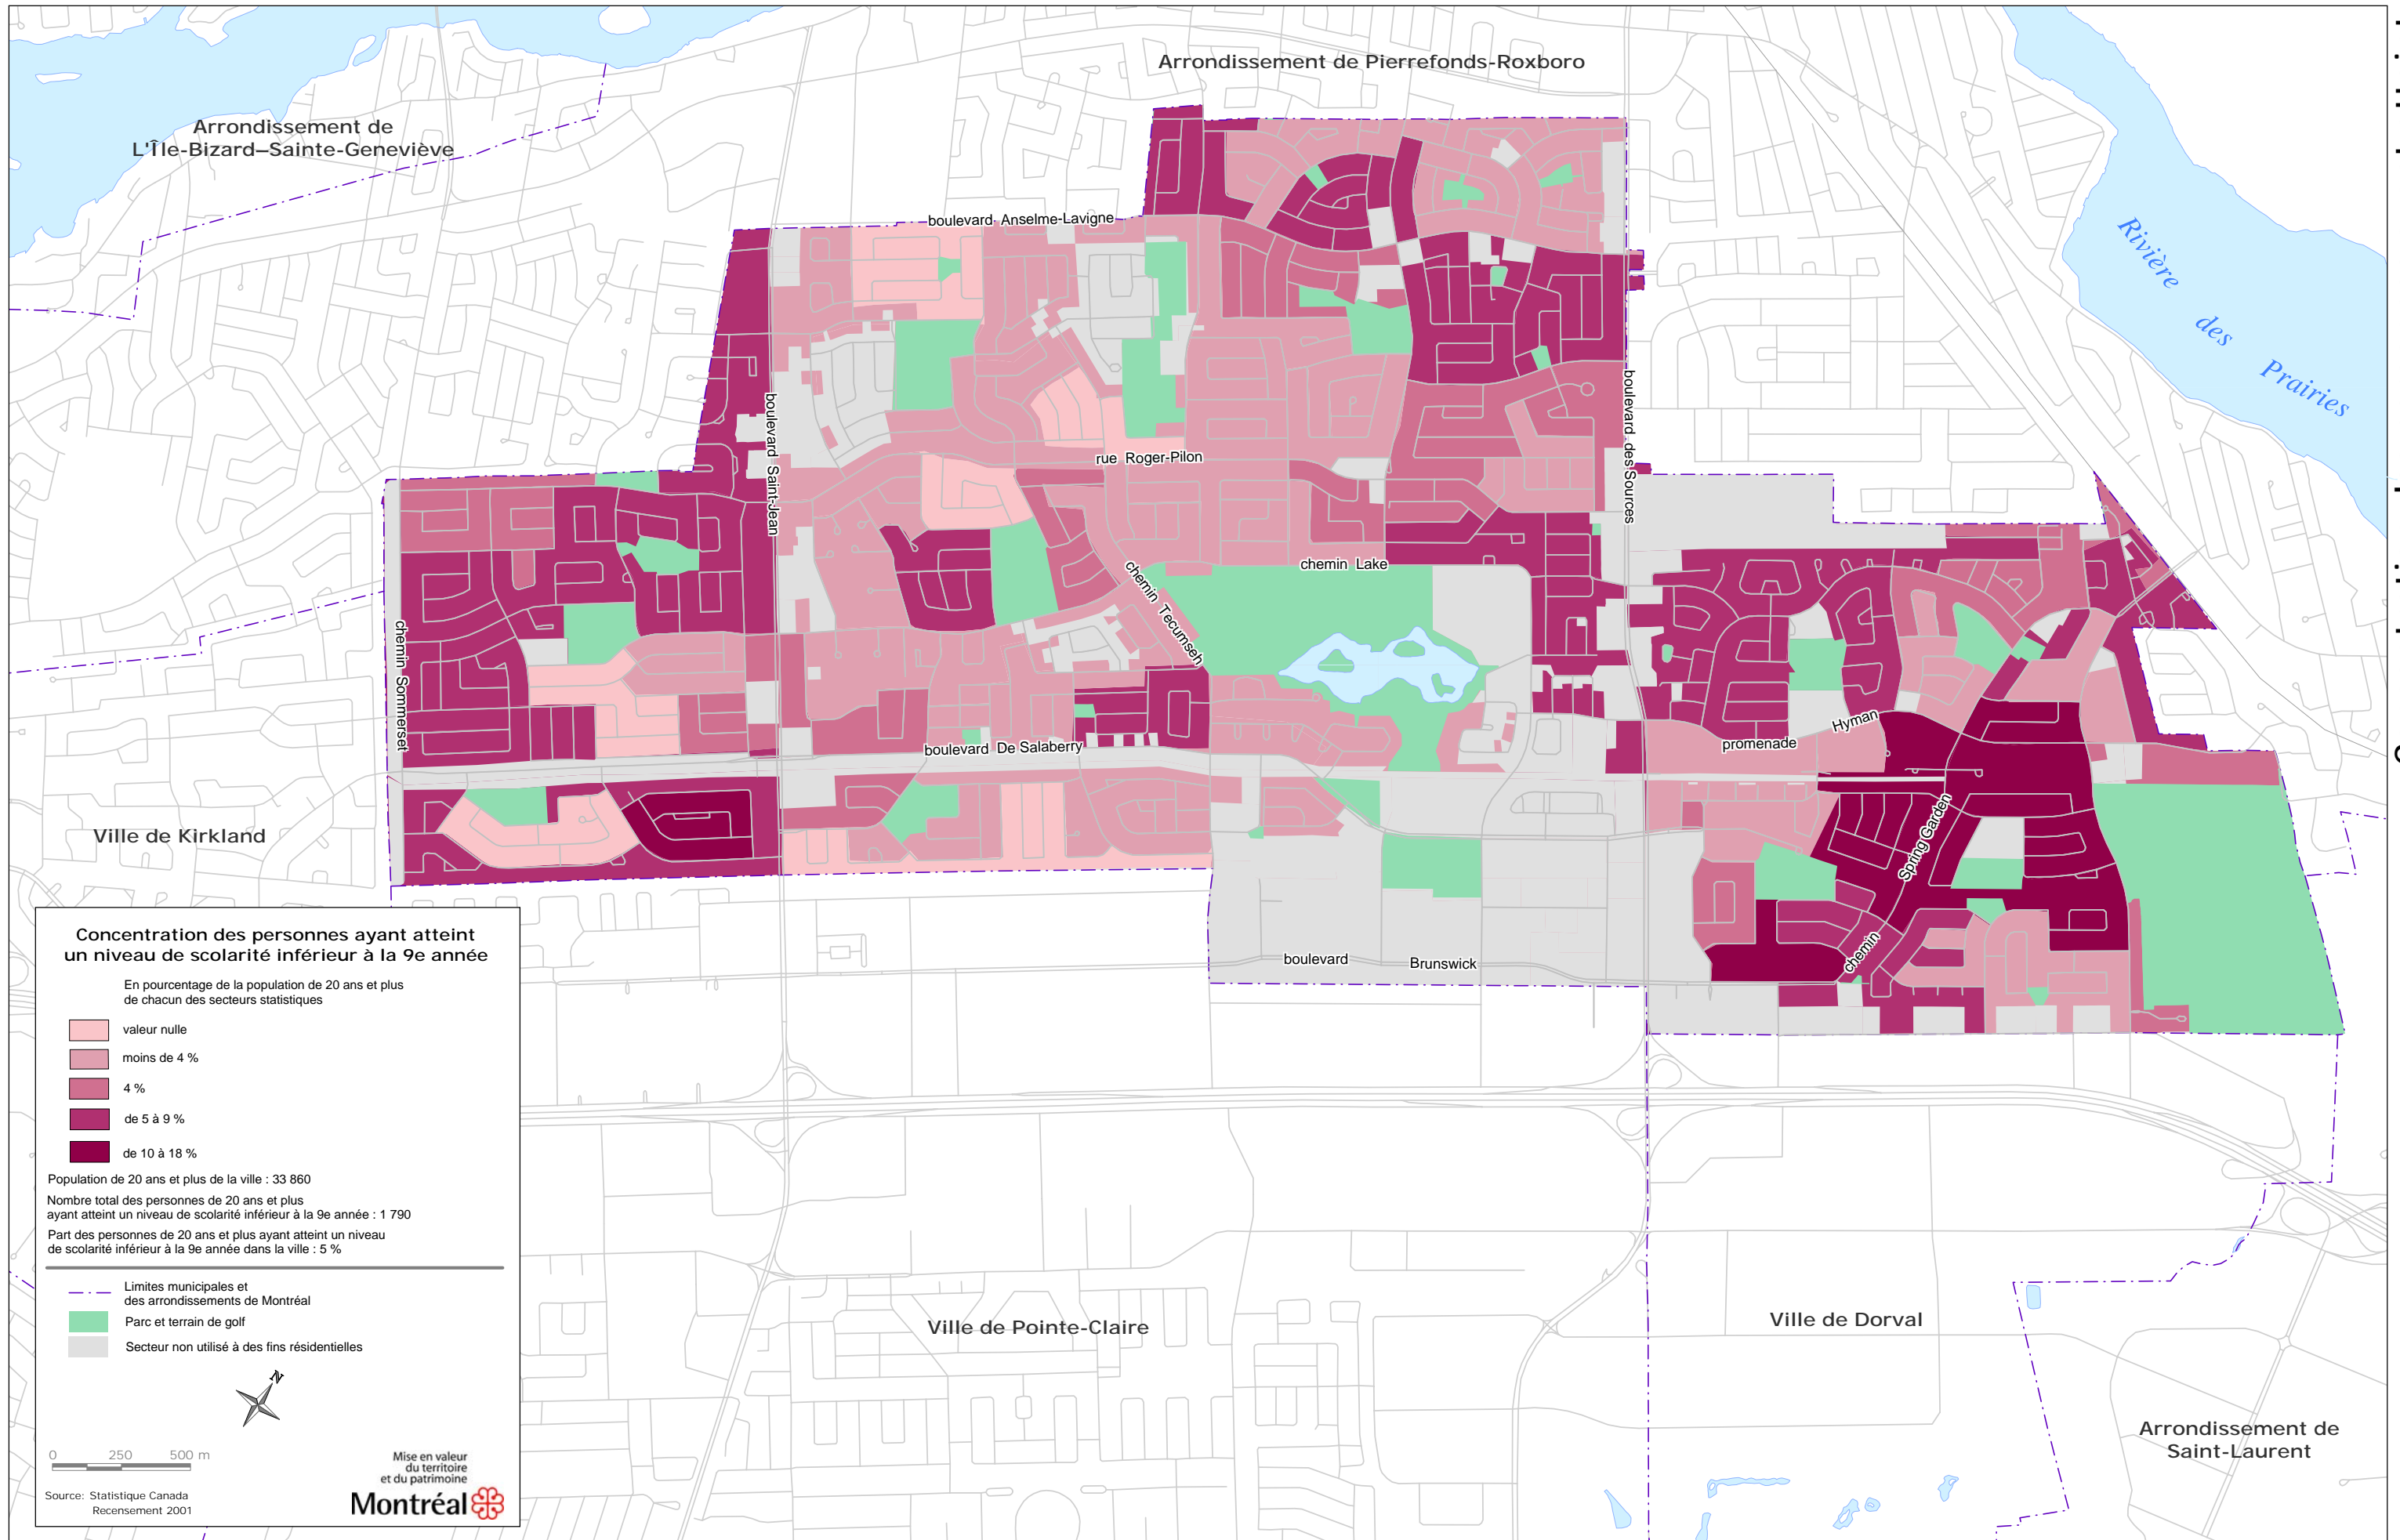 Arrondissement de Pierrefonds-Roxboro
Arrondissement de
L'Île-Bizard–Sainte-Geneviève
Rivière
des
Prairies
boulevard Anselme-Lavigne
boulevard Saint-Jean
boulevard des Sources
rue Roger-Pilon
chemin Lake
chemin Tecumseh
chemin Sommerset
boulevard De Salaberry
promenade Hyman
chemin Spring Garden
boulevard Brunswick
Ville de Kirkland
Ville de Pointe-Claire
Ville de Dorval
Arrondissement de
Saint-Laurent
Concentration des personnes ayant atteint
un niveau de scolarité inférieur à la 9e année
En pourcentage de la population de 20 ans et plus
de chacun des secteurs statistiques
valeur nulle
moins de 4 %
4 %
de 5 à 9 %
de 10 à 18 %
Population de 20 ans et plus de la ville : 33 860
Nombre total des personnes de 20 ans et plus
ayant atteint un niveau de scolarité inférieur à la 9e année : 1 790
Part des personnes de 20 ans et plus ayant atteint un niveau
de scolarité inférieur à la 9e année dans la ville : 5 %
Limites municipales et
des arrondissements de Montréal
Parc et terrain de golf
Secteur non utilisé à des fins résidentielles
N
0 250 500 m
Source: Statistique Canada
Recensement 2001
Mise en valeur
du territoire
et du patrimoine
Montréal